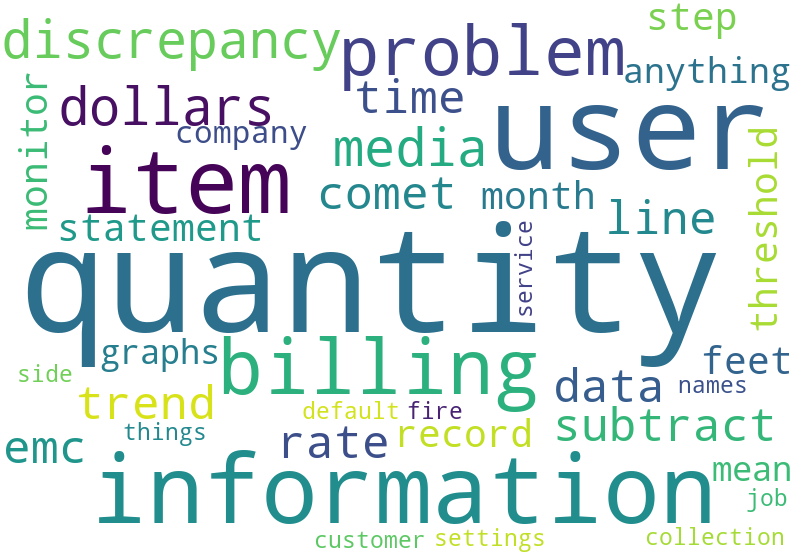 step
discrepancy
problem
anything
monitor
dollars
time
user
company
media
item
comet
month
threshold
statement
line
quantity
service
graphs
billing
feet
side
trend
data
names
default
fire
things
emc
rate
record
subtract
information
mean
job
customer
settings
collection